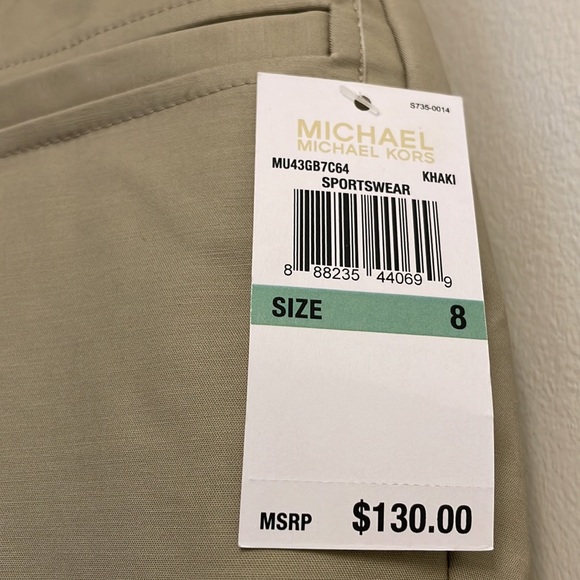 S735-0014
MICHAEL
MICHAEL KORS
MU43GB7C64 KHAKI
SPORTSWEAR
8 88235 44069 9
SIZE 8
MSRP $130.00